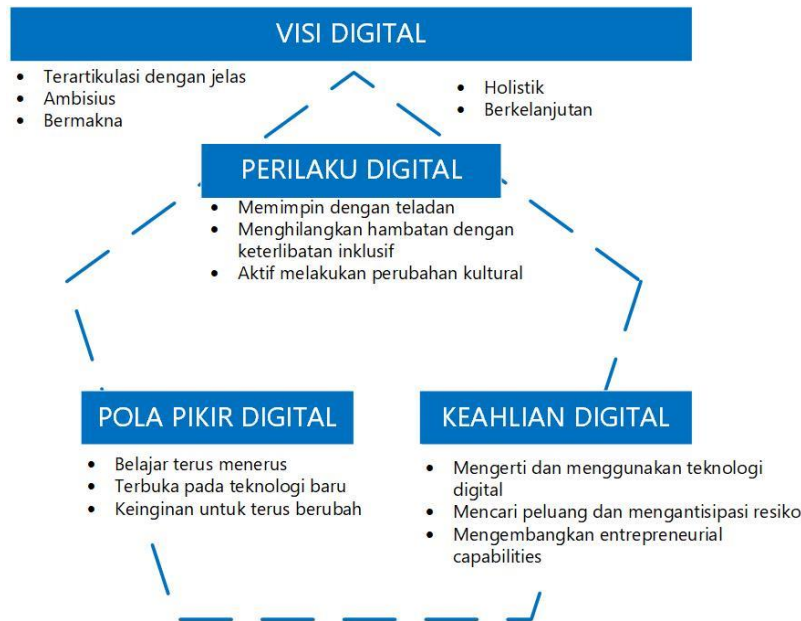 VISI DIGITAL
• Terartikulasi dengan jelas
• Ambisius
• Bermakna
• Holistik
• Berkelanjutan
PERILAKU DIGITAL
• Memimpin dengan teladan
• Menghilangkan hambatan dengan
keterlibatan inklusif
• Aktif melakukan perubahan kultural
POLA PIKIR DIGITAL
• Belajar terus menerus
• Terbuka pada teknologi baru
• Keinginan untuk terus berubah
KEAHLIAN DIGITAL
• Mengerti dan menggunakan teknologi
digital
• Mencari peluang dan mengantisipasi resiko
• Mengembangkan entrepreneurial
capabilities